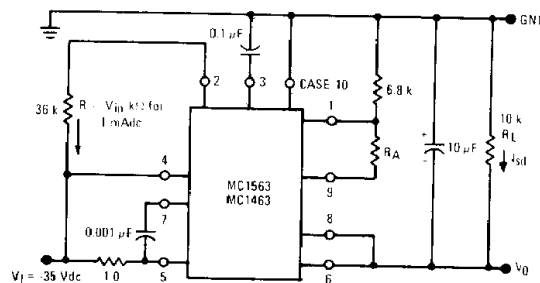 GND
0.1 µF
2
3
CASE 10
36 k
R
Vin kΩ for
1 mAdc
1
6.8 k
10 k
RL
Isd
RA
+
10 µF
-
4
MC1563
MC1463
9
7
8
0.001 µF
VI = -35 Vdc
1.0
5
6
VO